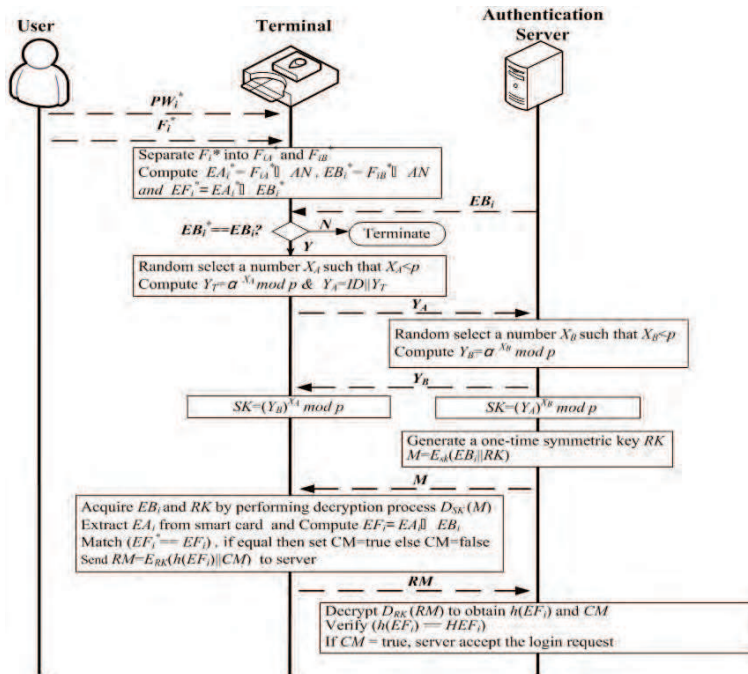 User
Terminal
Authentication
Server
PWi*
Fi*
Separate Fi* into FiA* and FiB*
Compute EAi*= FiA*▯ AN , EBi*= FiB*▯ AN
and EFi*=EAi*▯ EBi*
EBi
EBi*==EBi?
N
Terminate
Y
Random select a number XA such that XA<p
Compute YT=α XA mod p & YA=ID||YT
YA
Random select a number XB such that XB<p
Compute YB=α XB mod p
YB
SK=(YB)XA mod p
SK=(YA)XB mod p
Generate a one-time symmetric key RK
M=Esk(EBi||RK)
M
Acquire EBi and RK by performing decryption process DSK(M)
Extract EAi from smart card and Compute EFi=EAi▯ EBi
Match (EFi*== EFi) , if equal then set CM=true else CM=false
Send RM=ERK(h(EFi)||CM) to server
RM
Decrypt DRK(RM) to obtain h(EFi) and CM
Verify (h(EFi) == HEFi)
If CM = true, server accept the login request